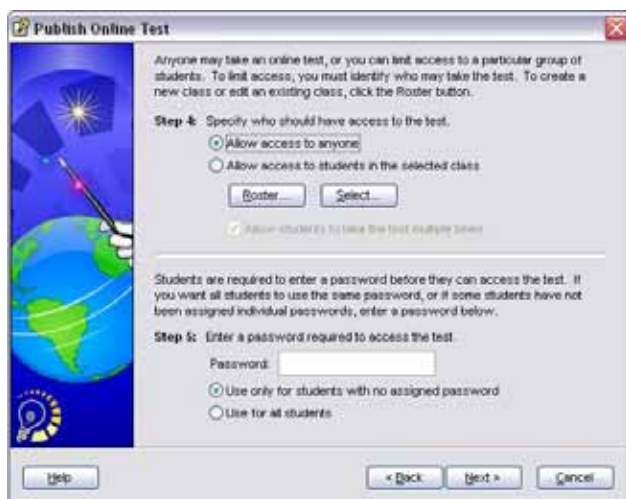 Publish Online Test
Anyone may take an online test, or you can limit access to a particular group of
students. To limit access, you must identify who may take the test. To create a
new class or edit an existing class, click the Roster button.
Step 4: Specify who should have access to the test.
Allow access to anyone
Allow access to students in the selected class
Roster... Select...
Allow students to take the test multiple times
Students are required to enter a password before they can access the test. If
you want all students to use the same password, or if some students have not
been assigned individual passwords, enter a password below.
Step 5: Enter a password required to access the test.
Password:
Use only for students with no assigned password
Use for all students
Help < Back Next > Cancel